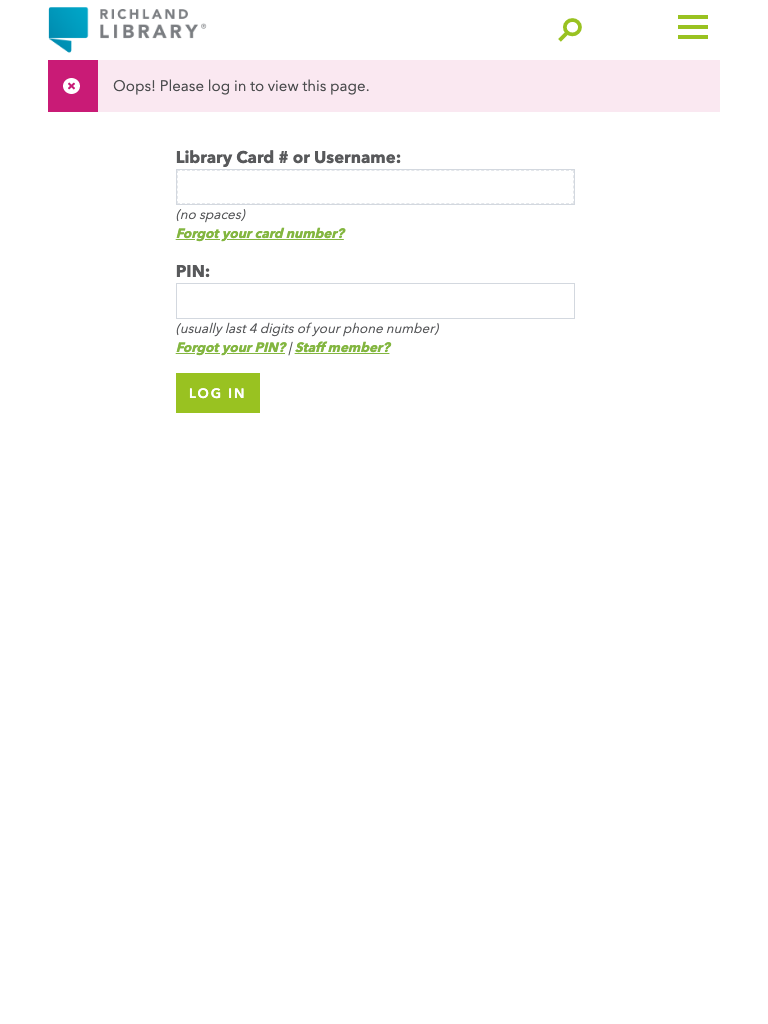 RICHLAND
LIBRARY®
Oops! Please log in to view this page.
Library Card # or Username:
(no spaces)
Forgot your card number?
PIN:
(usually last 4 digits of your phone number)
Forgot your PIN? | Staff member?
LOG IN